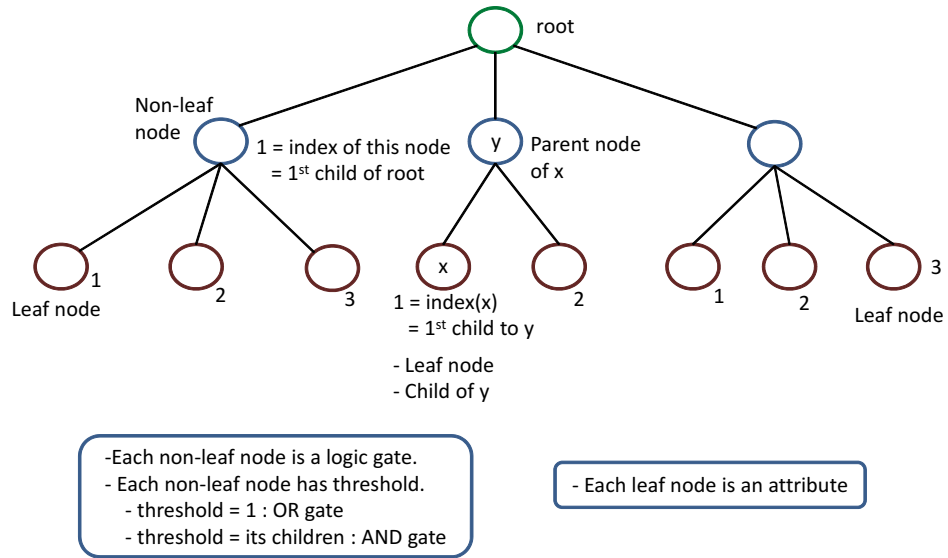 root
Non-leaf
node
1 = index of this node
= 1st child of root
y
Parent node
of x
1
2
3
Leaf node
x
2
1 = index(x)
= 1st child to y
- Leaf node
- Child of y
1
2
3
Leaf node
-Each non-leaf node is a logic gate.
- Each non-leaf node has threshold.
- threshold = 1 : OR gate
- threshold = its children : AND gate
- Each leaf node is an attribute